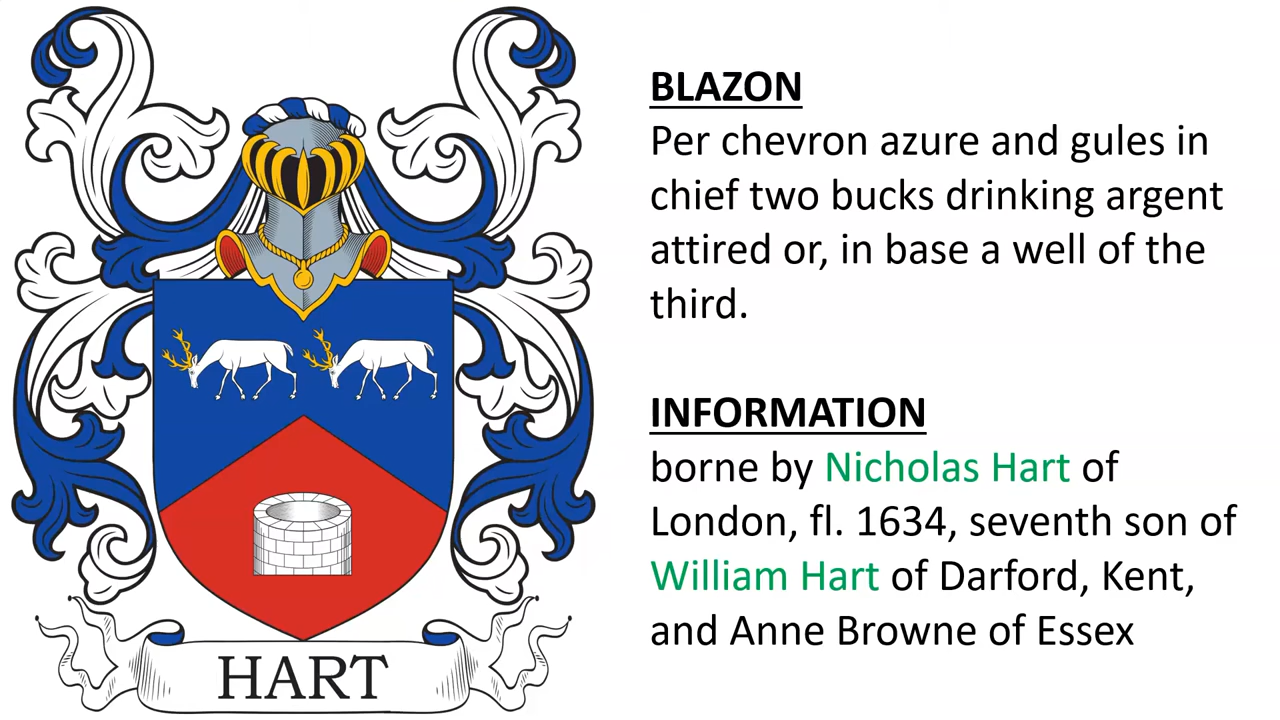 BLAZON
Per chevron azure and gules in
chief two bucks drinking argent
attired or, in base a well of the
third.
INFORMATION
borne by Nicholas Hart of
London, fl. 1634, seventh son of
William Hart of Darford, Kent,
and Anne Browne of Essex
HART